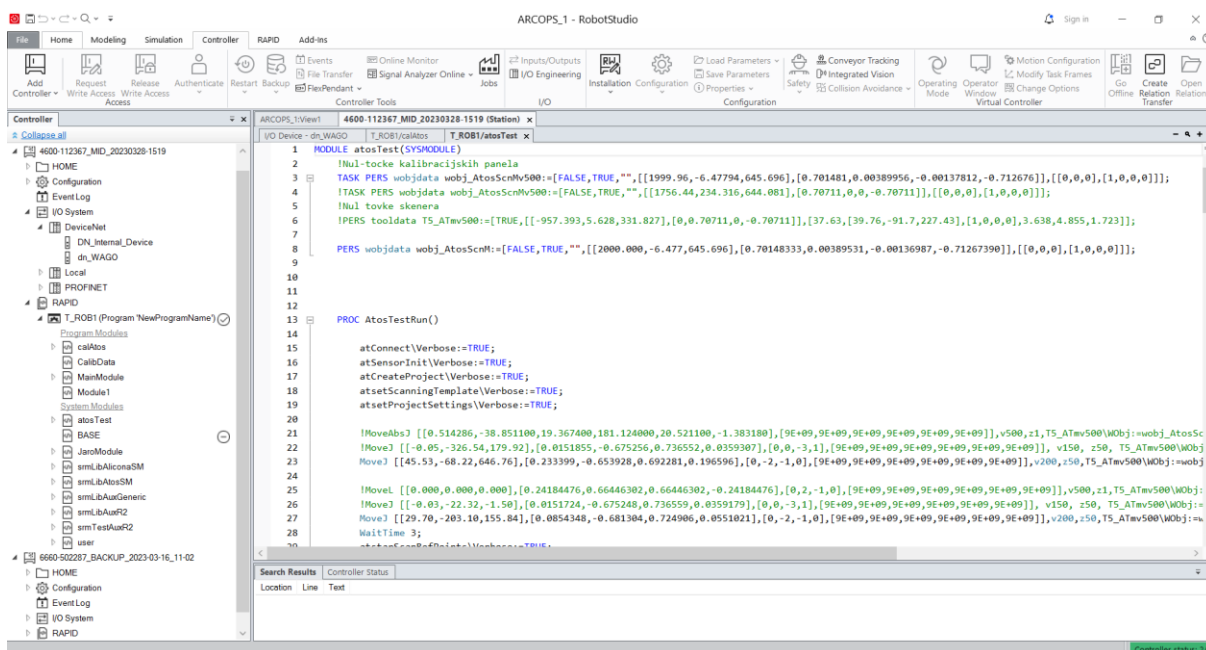 ARCOPS_1 - RobotStudio
Sign in
File Home Modeling Simulation Controller RAPID Add-Ins
Add Controller
Request Write Access
Release Write Access
Authenticate
Access
Restart
Backup
Events
File Transfer
FlexPendant
Online Monitor
Signal Analyzer Online
Jobs
Controller Tools
Inputs/Outputs
I/O Engineering
I/O
Installation
Configuration
Load Parameters
Save Parameters
Properties
Safety
Conveyor Tracking
Integrated Vision
Collision Avoidance
Configuration
Operating Mode
Operator Window
Motion Configuration
Modify Task Frames
Change Options
Virtual Controller
Go Offline
Create Relation
Open Relation
Transfer
Controller
Collapse all
4600-112367_MID_20230328-1519
HOME
Configuration
Event Log
I/O System
DeviceNet
DN_Internal_Device
dn_WAGO
Local
PROFINET
RAPID
T_ROB1 (Program 'NewProgramName')
Program Modules
calAtos
CalibData
MainModule
Module1
System Modules
atosTest
BASE
JaroModule
srmLibAliconaSM
srmLibAtosSM
srmLibAuxGeneric
srmLibAuxR2
srmTestAuxR2
user
6660-502287_BACKUP_2023-03-16_11-02
HOME
Configuration
Event Log
I/O System
RAPID
ARCOPS_1:View1 4600-112367_MID_20230328-1519 (Station) x
I/O Device - dn_WAGO T_ROB1/calAtos T_ROB1/atosTest x
1 MODULE atosTest(SYSMODULE)
2 !Nul-tocke kalibracijskih panela
3 TASK PERS wobjdata wobj_AtosScnMv500:=[FALSE,TRUE,"",[[1999.96,-6.47794,645.696],[0.701481,0.00389956,-0.00137812,-0.712676]],[[0,0,0],[1,0,0,0]]];
4 !TASK PERS wobjdata wobj_AtosScnMv500:=[FALSE,TRUE,"",[[1756.44,234.316,644.081],[0.70711,0,0,-0.70711]],[[0,0,0],[1,0,0,0]]];
5 !Nul tovke skenera
6 !PERS tooldata T5_ATmv500:=[TRUE,[[-957.393,5.628,331.827],[0,0.70711,0,-0.70711]],[37.63,[39.76,-91.7,227.43],[1,0,0,0],3.638,4.855,1.723]];
7
8 PERS wobjdata wobj_AtosScnM:=[FALSE,TRUE,"",[[2000.000,-6.477,645.696],[0.70148333,0.00389531,-0.00136987,-0.71267390]],[[0,0,0],[1,0,0,0]]];
9
10
11
12
13 PROC AtosTestRun()
14
15 atConnect\Verbose:=TRUE;
16 atSensorInit\Verbose:=TRUE;
17 atCreateProject\Verbose:=TRUE;
18 atsetScanningTemplate\Verbose:=TRUE;
19 atsetProjectSettings\Verbose:=TRUE;
20
21 !MoveAbsJ [[0.514286,-38.851100,19.367400,181.124000,20.521100,-1.383180],[9E+09,9E+09,9E+09,9E+09,9E+09,9E+09]],v500,z1,T5_ATmv500\WObj:=wobj_AtosSc
22 !MoveJ [[-0.05,-326.54,179.92],[0.0151855,-0.675256,0.736552,0.0359307],[0,0,-3,1],[9E+09,9E+09,9E+09,9E+09,9E+09,9E+09]], v150, z50, T5_ATmv500\WObj:
23 MoveJ [[45.53,-68.22,646.76],[0.233399,-0.653928,0.692281,0.196596],[0,-2,-1,0],[9E+09,9E+09,9E+09,9E+09,9E+09,9E+09]],v200,z50,T5_ATmv500\WObj:=wobj
24
25 !MoveL [[0.000,0.000,0.000],[0.24184476,0.66446302,0.66446302,-0.24184476],[0,2,-1,0],[9E+09,9E+09,9E+09,9E+09,9E+09,9E+09]],v500,z1,T5_ATmv500\WObj:
26 !MoveJ [[-0.03,-22.32,-1.50],[0.0151724,-0.675248,0.736559,0.0359179],[0,0,-3,1],[9E+09,9E+09,9E+09,9E+09,9E+09,9E+09]], v150, z50, T5_ATmv500\WObj:=
27 MoveJ [[29.70,-203.10,155.84],[0.0854348,-0.681304,0.724906,0.0551021],[0,-2,-1,0],[9E+09,9E+09,9E+09,9E+09,9E+09,9E+09]],v200,z50,T5_ATmv500\WObj:=w
28 WaitTime 3;
Search Results Controller Status
Location Line Text
Controller status: